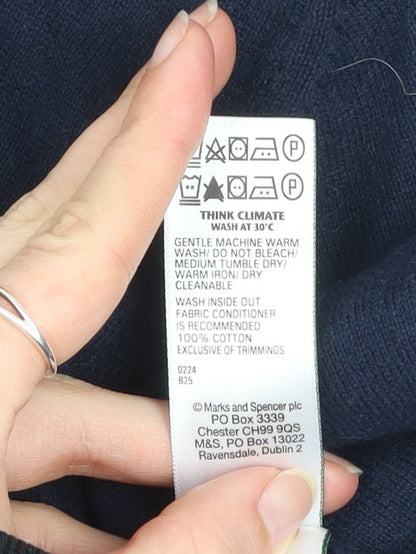 P
P
THINK CLIMATE
WASH AT 30°C
GENTLE MACHINE WARM
WASH/ DO NOT BLEACH/
MEDIUM TUMBLE DRY/
WARM IRON/ DRY
CLEANABLE
WASH INSIDE OUT
FABRIC CONDITIONER
IS RECOMMENDED
100% COTTON
EXCLUSIVE OF TRIMMINGS
0224
B25
© Marks and Spencer plc
PO Box 3339
Chester CH99 9QS
M&S, PO Box 13022
Ravensdale, Dublin 2